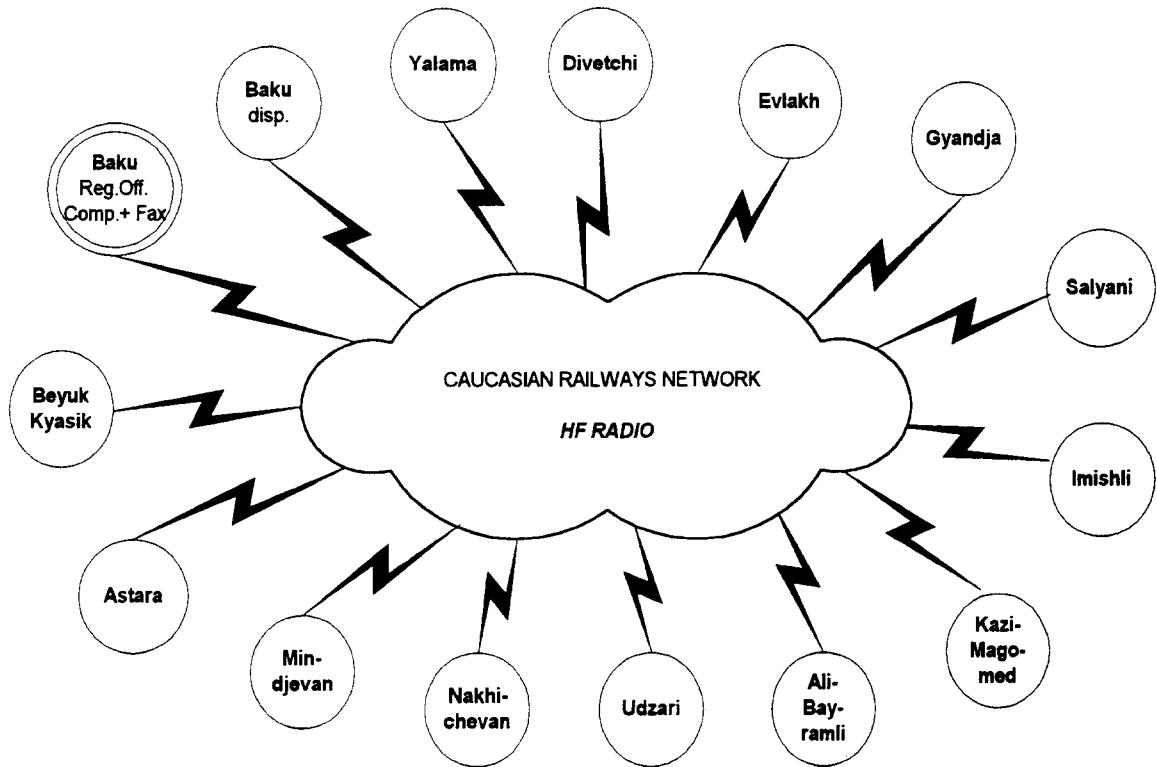 Yalama
Divetchi
Baku
disp.
Evlakh
Gyandja
Baku
Reg.Off.
Comp.+ Fax
Salyani
CAUCASIAN RAILWAYS NETWORK
HF RADIO
Beyuk
Kyasik
Imishli
Astara
Kazi-
Mago-
med
Min-
djevan
Nakhi-
chevan
Udzari
Ali-
Bay-
ramli